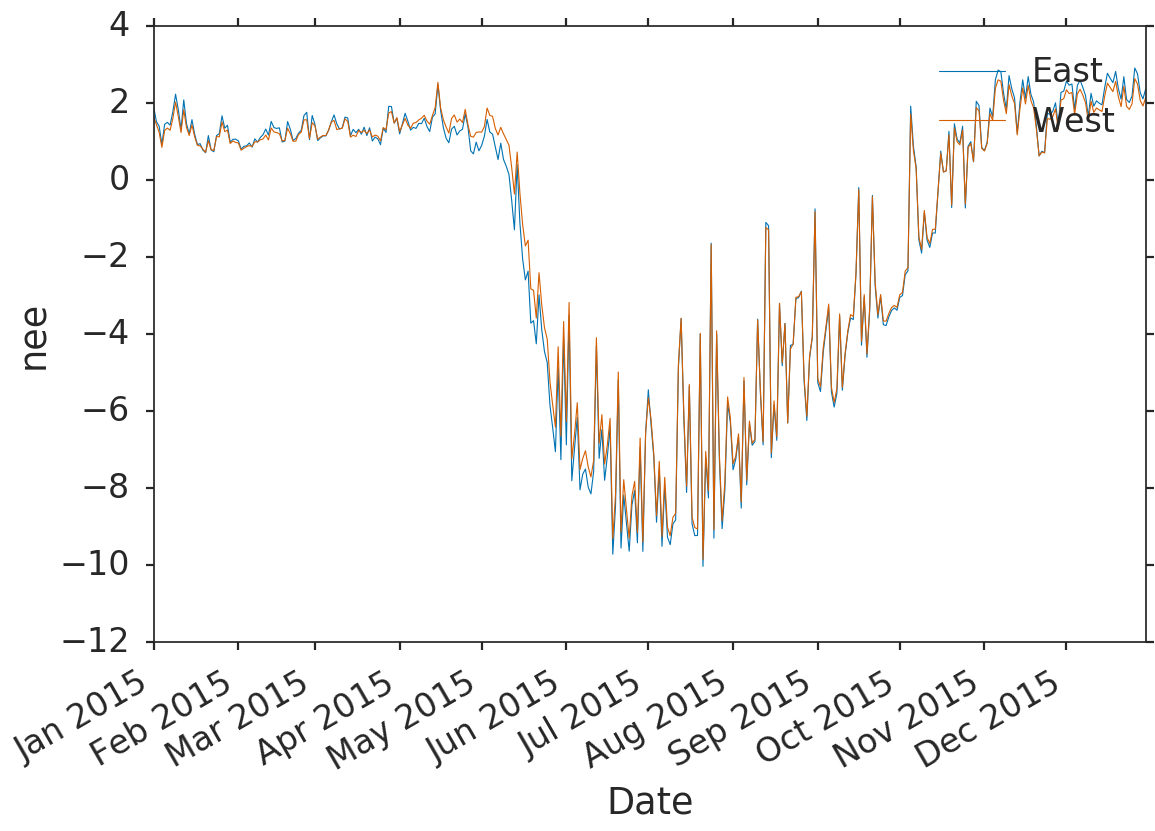 4
2
0
−2
−4
−6
−8
−10
−12
nee
East
West
Jan 2015
Feb 2015
Mar 2015
Apr 2015
May 2015
Jun 2015
Jul 2015
Aug 2015
Sep 2015
Oct 2015
Nov 2015
Dec 2015
Date